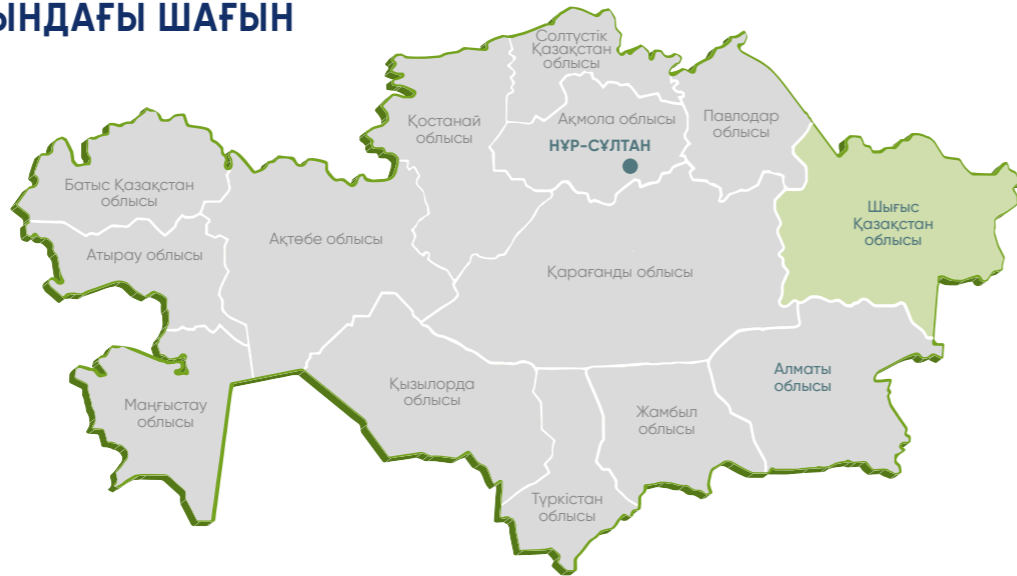 ЫНДАҒЫ ШАҒЫН
Солтүстік
Қазақстан
облысы
Қостанай
облысы
Ақмола облысы
НҰР-СҰЛТАН
Павлодар
облысы
Батыс Қазақстан
облысы
Шығыс
Қазақстан
облысы
Атырау облысы
Ақтөбе облысы
Қарағанды облысы
Маңғыстау
облысы
Қызылорда
облысы
Алматы
облысы
Жамбыл
облысы
Түркістан
облысы